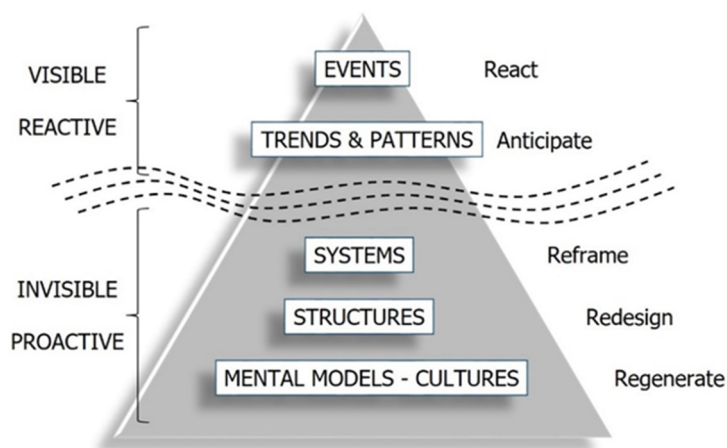 VISIBLE
REACTIVE
EVENTS
React
TRENDS & PATTERNS
Anticipate
INVISIBLE
PROACTIVE
SYSTEMS
Reframe
STRUCTURES
Redesign
MENTAL MODELS - CULTURES
Regenerate